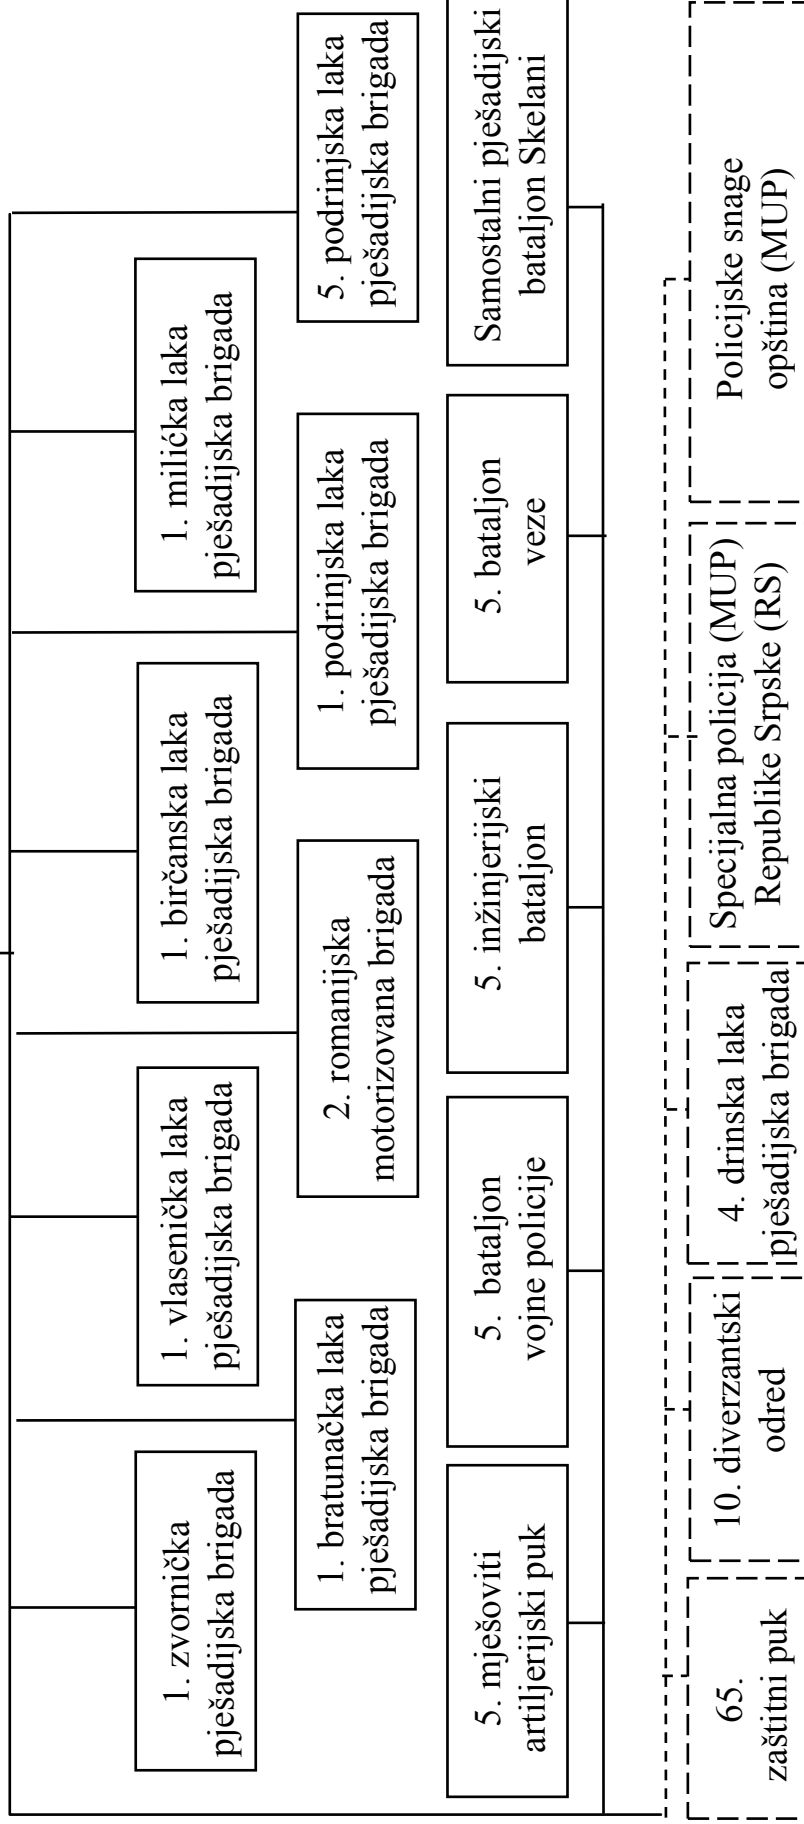 1. zvornička
pješadijska brigada
1. vlasenička laka
pješadijska brigada
1. birčanska laka
pješadijska brigada
1. milićka laka
pješadijska brigada
1. bratunačka laka
pješadijska brigada
2. romanijska
motorizovana brigada
1. podrinjska laka
pješadijska brigada
5. podrinjska laka
pješadijska brigada
5. mješoviti
artiljerijski puk
5. bataljon
vojne policije
5. inžinjerijski
bataljon
5. bataljon
veze
Samostalni pješadijski
bataljon Skelani
65.
zaštitni puk
10. diverzantski
odred
4. drinska laka
pješadijska brigada
Specijalna policija (MUP)
Republike Srpske (RS)
Policijske snage
opština (MUP)